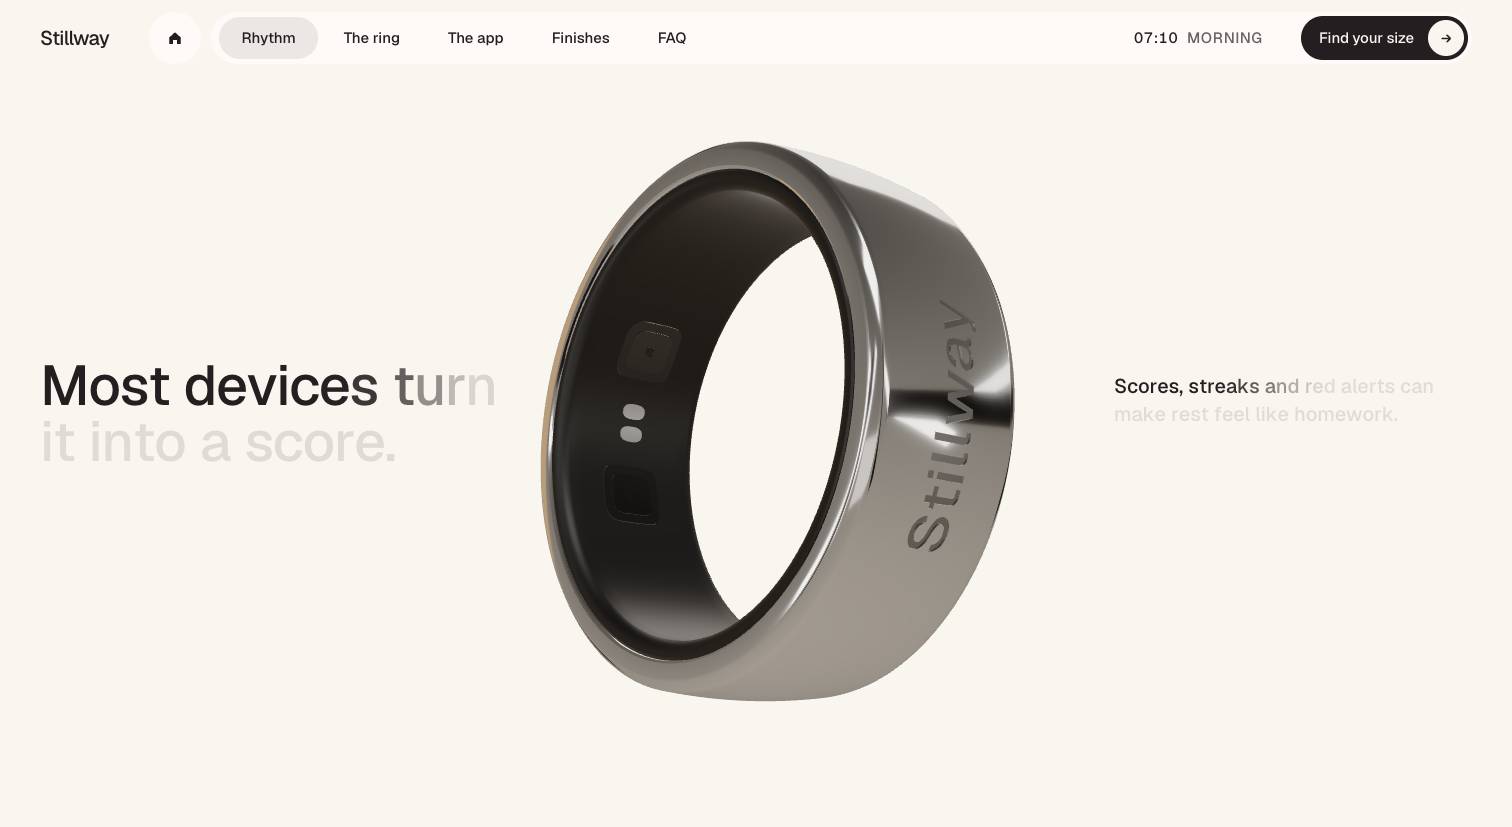 Stillway
Rhythm
The ring
The app
Finishes
FAQ
07:10 MORNING
Find your size
Most devices turn
it into a score.
Stillway
Scores, streaks and red alerts can
make rest feel like homework.